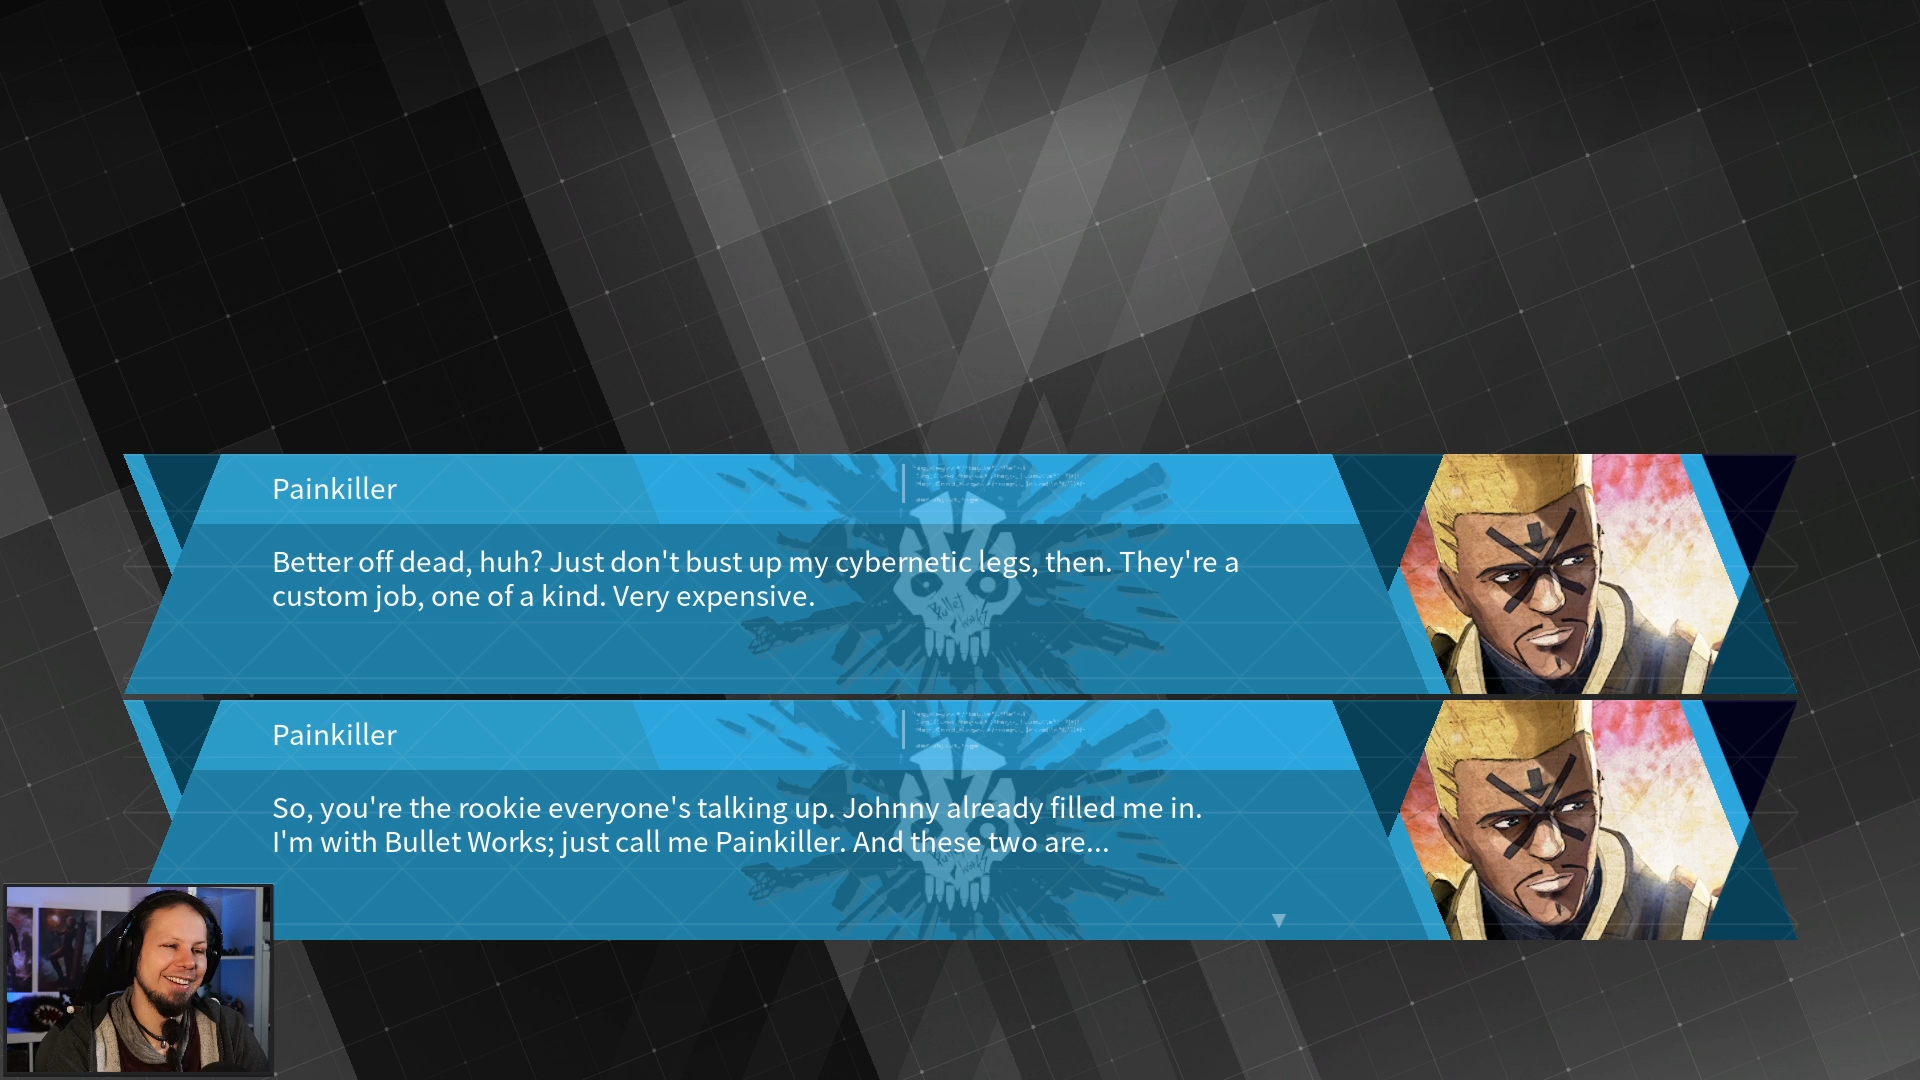 Painkiller
Better off dead, huh? Just don't bust up my cybernetic legs, then. They're a
custom job, one of a kind. Very expensive.
Bullet
Works
Painkiller
So, you're the rookie everyone's talking up. Johnny already filled me in.
I'm with Bullet Works; just call me Painkiller. And these two are...